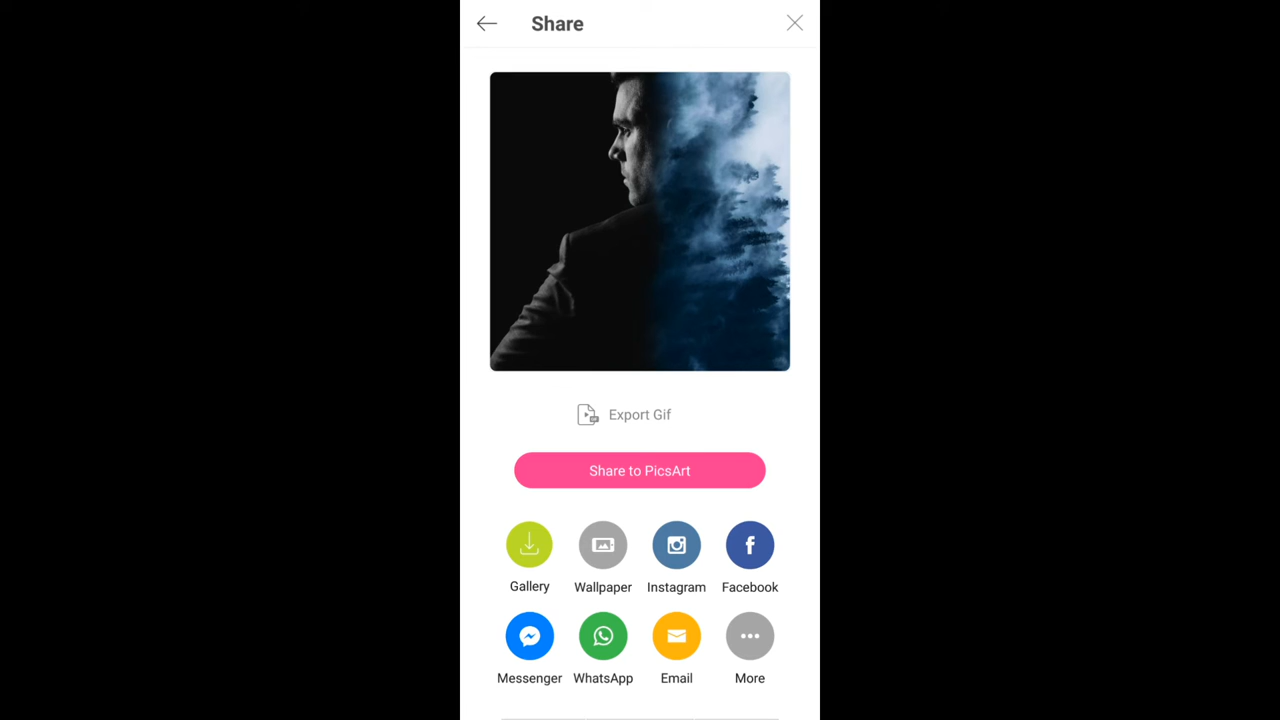 Share
Export Gif
Share to PicsArt
Gallery Wallpaper Instagram Facebook
Messenger WhatsApp Email More